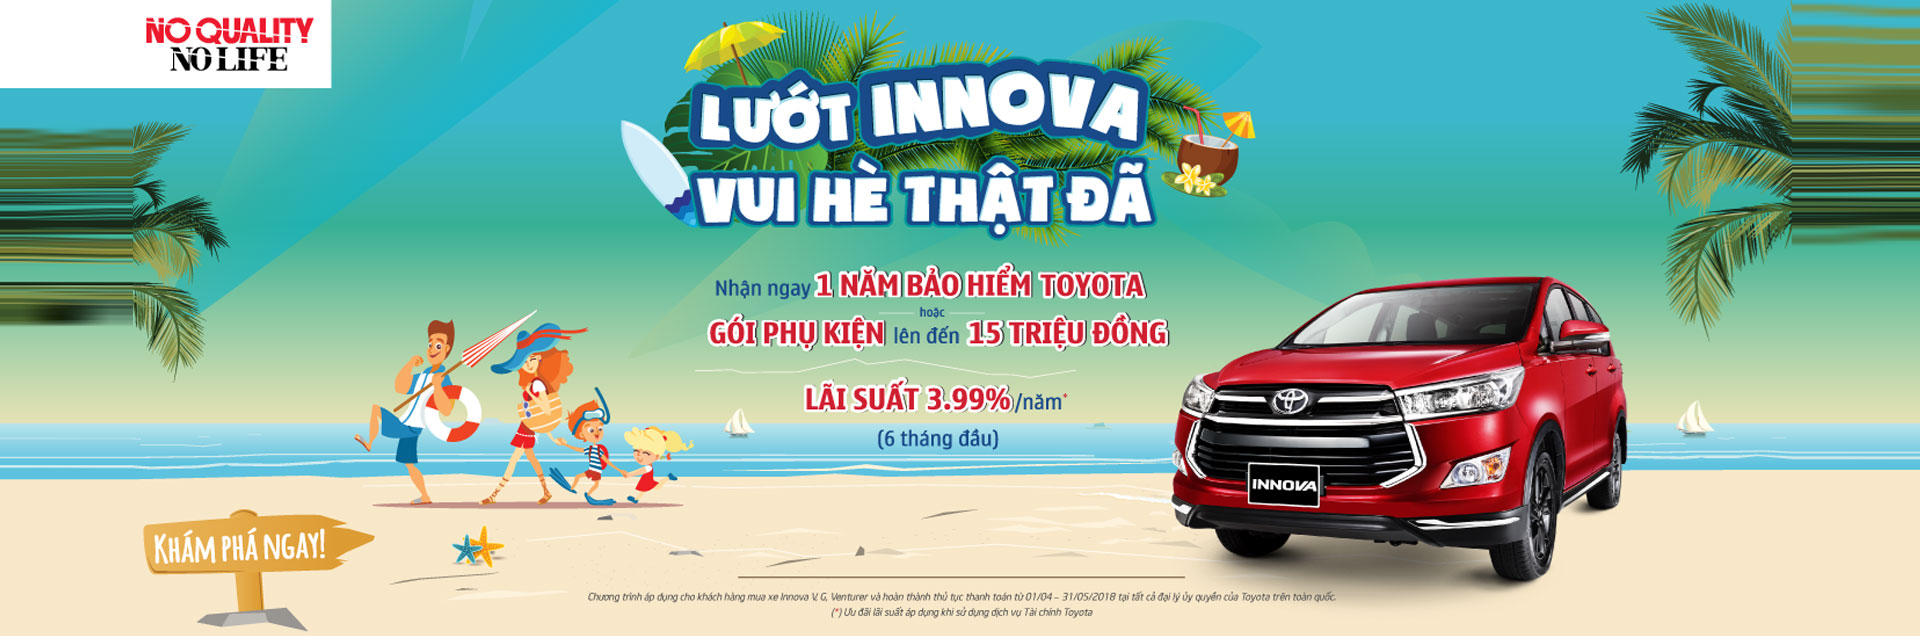 NO QUALITY
NO LIFE
LƯỚT INNOVA
VUI HÈ THẬT ĐÃ
Nhận ngay 1 NĂM BẢO HIỂM TOYOTA
hoặc
GÓI PHỤ KIỆN lên đến 15 TRIỆU ĐỒNG
LÃI SUẤT 3.99%/năm*
(6 tháng đầu)
INNOVA
KHÁM PHÁ NGAY!
Chương trình áp dụng cho khách hàng mua xe Innova V, G, Venturer và hoàn thành thủ tục thanh toán từ 01/04 – 31/05/2018 tại tất cả đại lý ủy quyền của Toyota trên toàn quốc.
(*) Ưu đãi lãi suất áp dụng khi sử dụng dịch vụ Tài chính Toyota